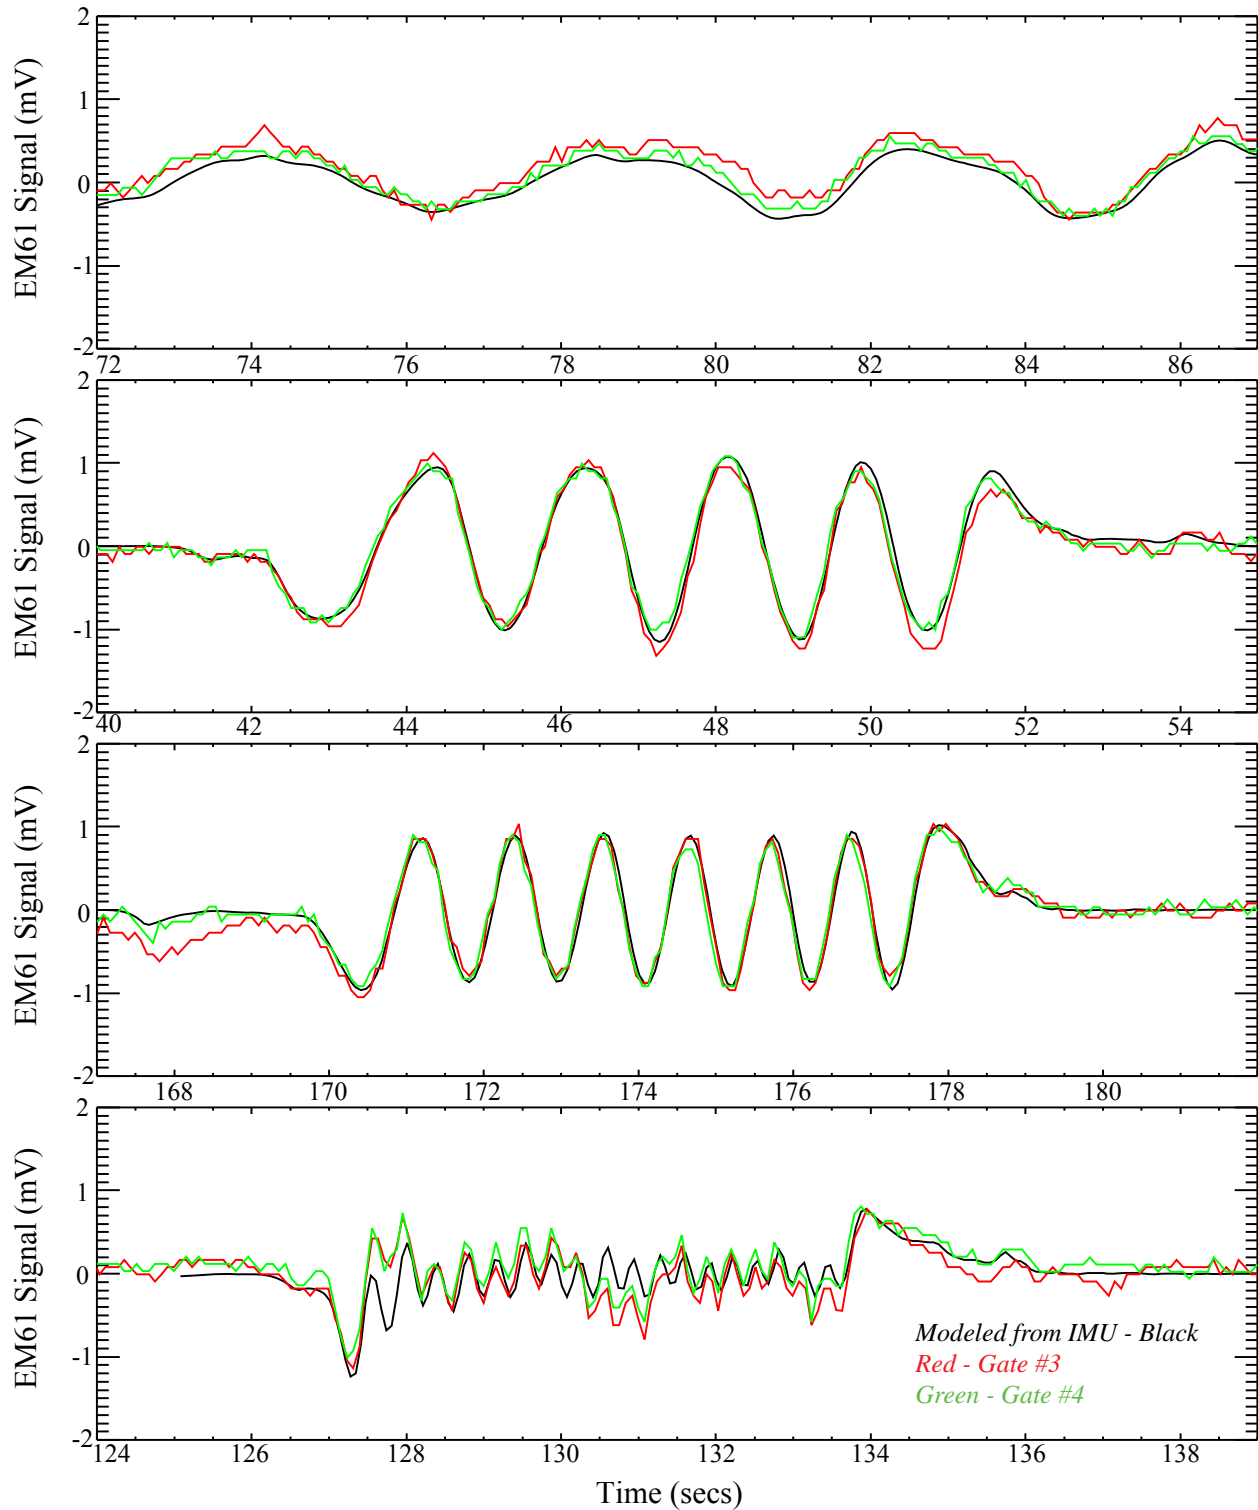 2
1
0
-1
-2
EM61 Signal (mV)
72 74 76 78 80 82 84 86
2
1
0
-1
-2
EM61 Signal (mV)
40 42 44 46 48 50 52 54
2
1
0
-1
-2
EM61 Signal (mV)
168 170 172 174 176 178 180
2
1
0
-1
-2
EM61 Signal (mV)
Modeled from IMU - Black
Red - Gate #3
Green - Gate #4
124 126 128 130 132 134 136 138
Time (secs)